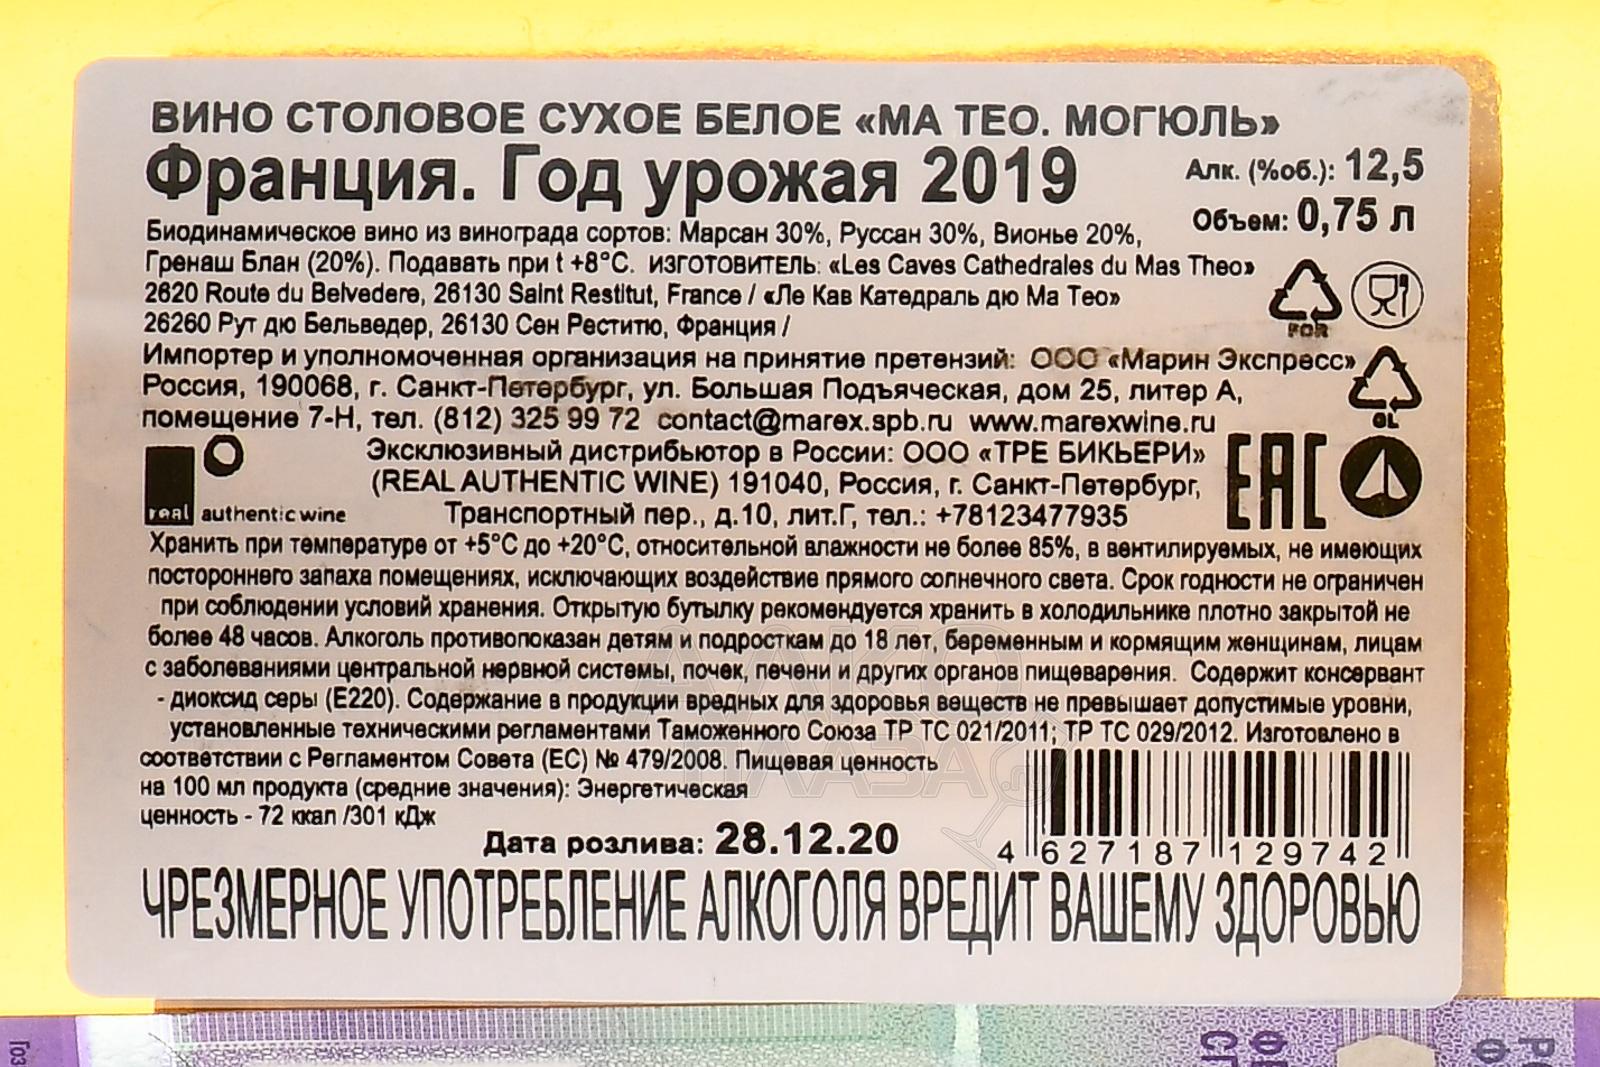 ВИНО СТОЛОВОЕ СУХОЕ БЕЛОЕ «МА ТЕО. МОГЮЛЬ»
Франция. Год урожая 2019
Алк. (%об.): 12,5
Объем: 0,75 л
Биодинамическое вино из винограда сортов: Марсан 30%, Руссан 30%, Вионье 20%,
Гренаш Блан (20%). Подавать при t +8°С. ИЗГОТОВИТЕЛЬ: «Les Caves Cathedrales du Mas Theo»
2620 Route du Belvedere, 26130 Saint Restitut, France / «Ле Кав Катедраль дю Ма Тео»
26260 Рут дю Бельведер, 26130 Сен Реститю, Франция /
FOR
Импортер и уполномоченная организация на принятие претензий: ООО «Марин Экспресс»
Россия, 190068, г. Санкт-Петербург, ул. Большая Подъяческая, дом 25, литер А,
помещение 7-Н, тел. (812) 325 99 72 contact@marex.spb.ru www.marexwine.ru
GL
Эксклюзивный дистрибьютор в России: ООО «ТРЕ БИКЬЕРИ»
(REAL AUTHENTIC WINE) 191040, Россия, г. Санкт-Петербург,
Транспортный пер., д.10, лит.Г, тел.: +78123477935
real authentic wine
EAC
Хранить при температуре от +5°С до +20°С, относительной влажности не более 85%, в вентилируемых, не имеющих
постороннего запаха помещениях, исключающих воздействие прямого солнечного света. Срок годности не ограничен
при соблюдении условий хранения. Открытую бутылку рекомендуется хранить в холодильнике плотно закрытой не
более 48 часов. Алкоголь противопоказан детям и подросткам до 18 лет, беременным и кормящим женщинам, лицам
с заболеваниями центральной нервной системы, почек, печени и других органов пищеварения. Содержит консервант
- диоксид серы (Е220). Содержание в продукции вредных для здоровья веществ не превышает допустимые уровни,
установленные техническими регламентами Таможенного Союза ТР ТС 021/2011; ТР ТС 029/2012. Изготовлено в
соответствии с Регламентом Совета (ЕС) № 479/2008. Пищевая ценность
на 100 мл продукта (средние значения): Энергетическая
ценность - 72 ккал /301 кДж
Дата розлива: 28.12.20
4 627187 129742
ЧРЕЗМЕРНОЕ УПОТРЕБЛЕНИЕ АЛКОГОЛЯ ВРЕДИТ ВАШЕМУ ЗДОРОВЬЮ